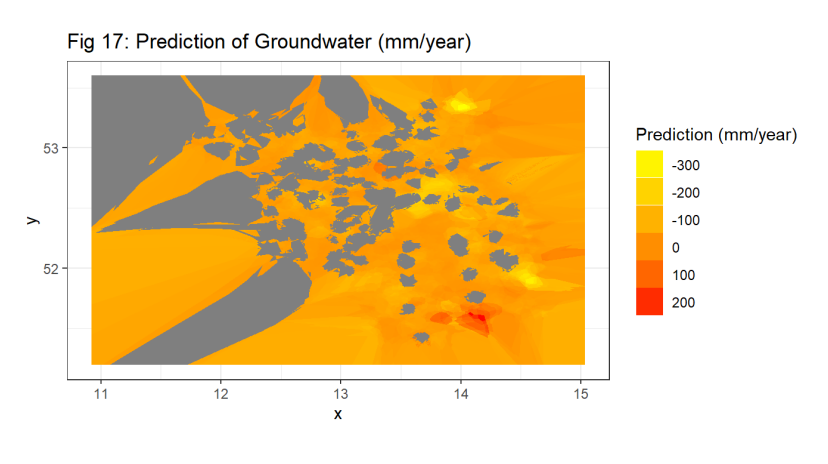 Fig 17: Prediction of Groundwater (mm/year)
53
52
y
11 12 13 14 15
x
Prediction (mm/year)
-300
-200
-100
0
100
200